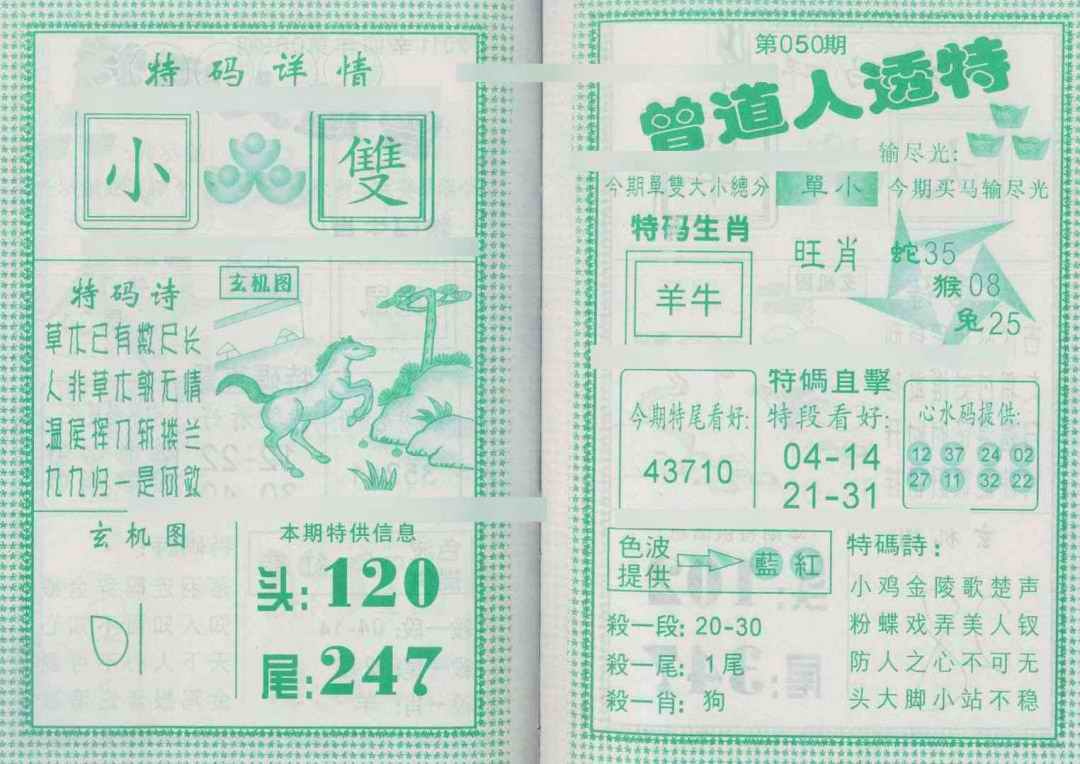 特码详情
小
雙
特码诗
草木已有数尺长
人非草木孰无情
温侯挥刀斩楼兰
九九归一是何数
玄机图
玄机图
本期特供信息
头:120
尾:247
第050期
曾道人透特
输尽光:
今期單雙大小總分
單小
今期买马输尽光
特码生肖
羊牛
旺肖
蛇35
猴08
兔25
今期特尾看好:
43710
特碼直擊
特段看好:
04-14
21-31
心水码提供:
12 37 24 02
27 11 32 22
色波
提供
藍紅
殺一段: 20-30
殺一尾: 1尾
殺一肖: 狗
特碼詩:
小鸡金陵歌楚声
粉蝶戏弄美人钗
防人之心不可无
头大脚小站不稳